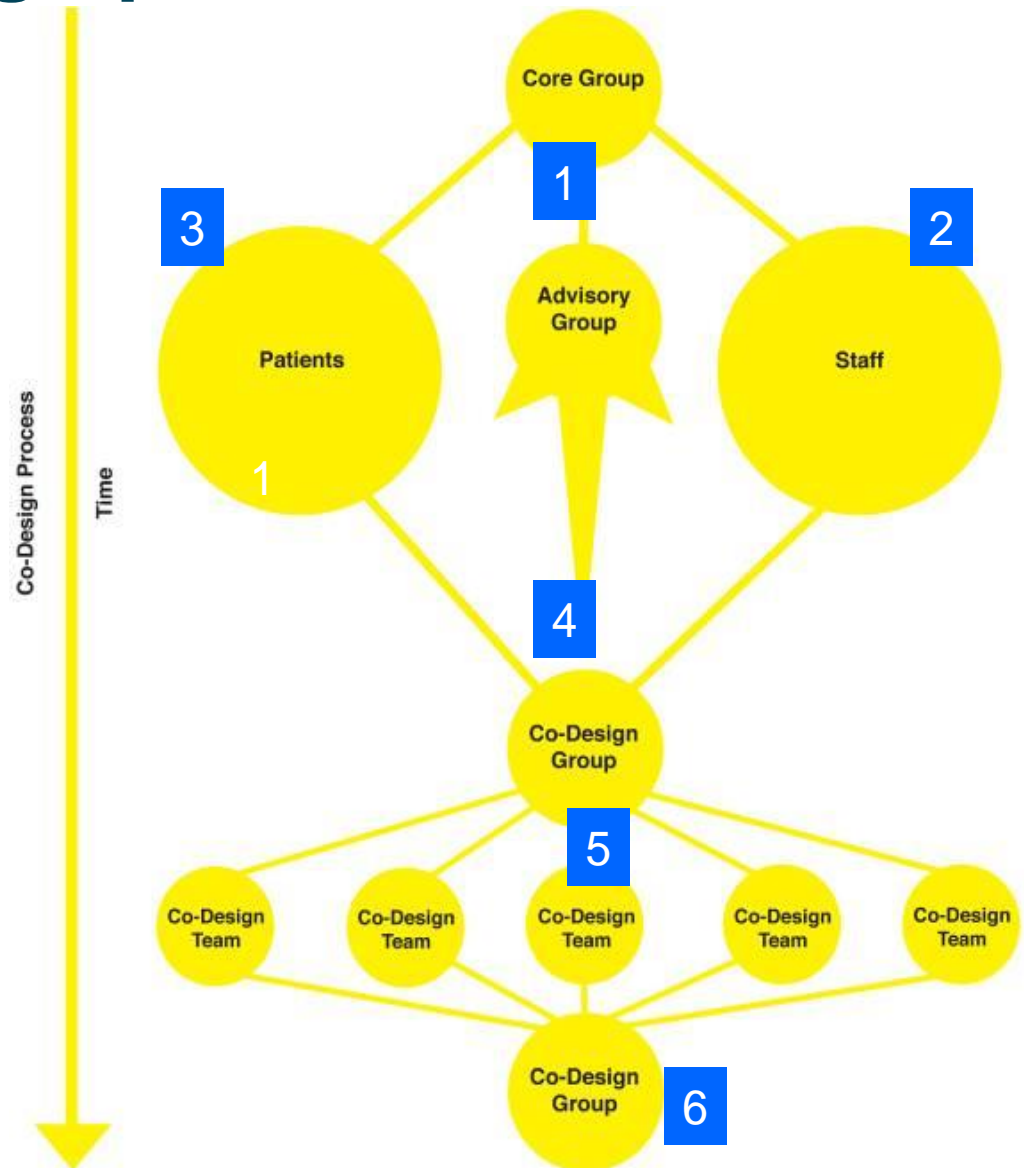 Core Group
1
3
2
Advisory
Group
Patients
Staff
1
Co-Design Process
Time
4
Co-Design
Group
5
Co-Design
Team
Co-Design
Team
Co-Design
Team
Co-Design
Team
Co-Design
Team
Co-Design
Group
6